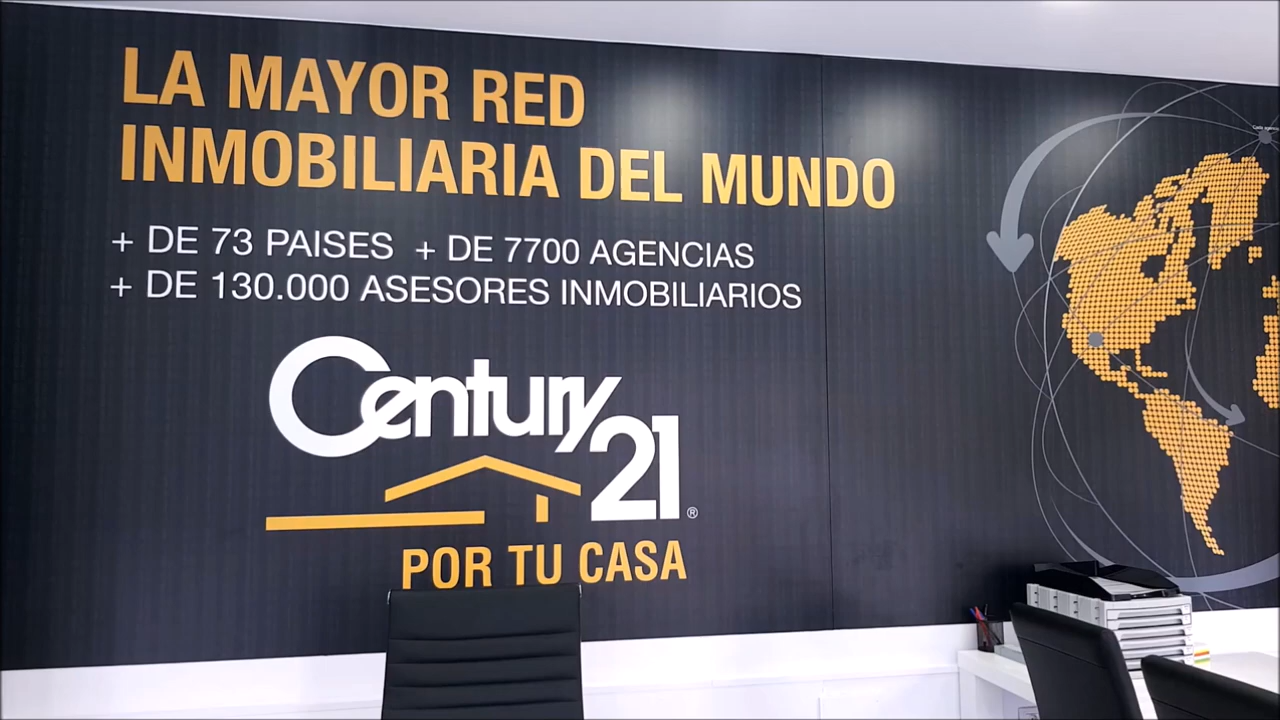 LA MAYOR RED
INMOBILIARIA DEL MUNDO
+ DE 73 PAISES + DE 7700 AGENCIAS
+ DE 130.000 ASESORES INMOBILIARIOS
Century
21®
POR TU CASA